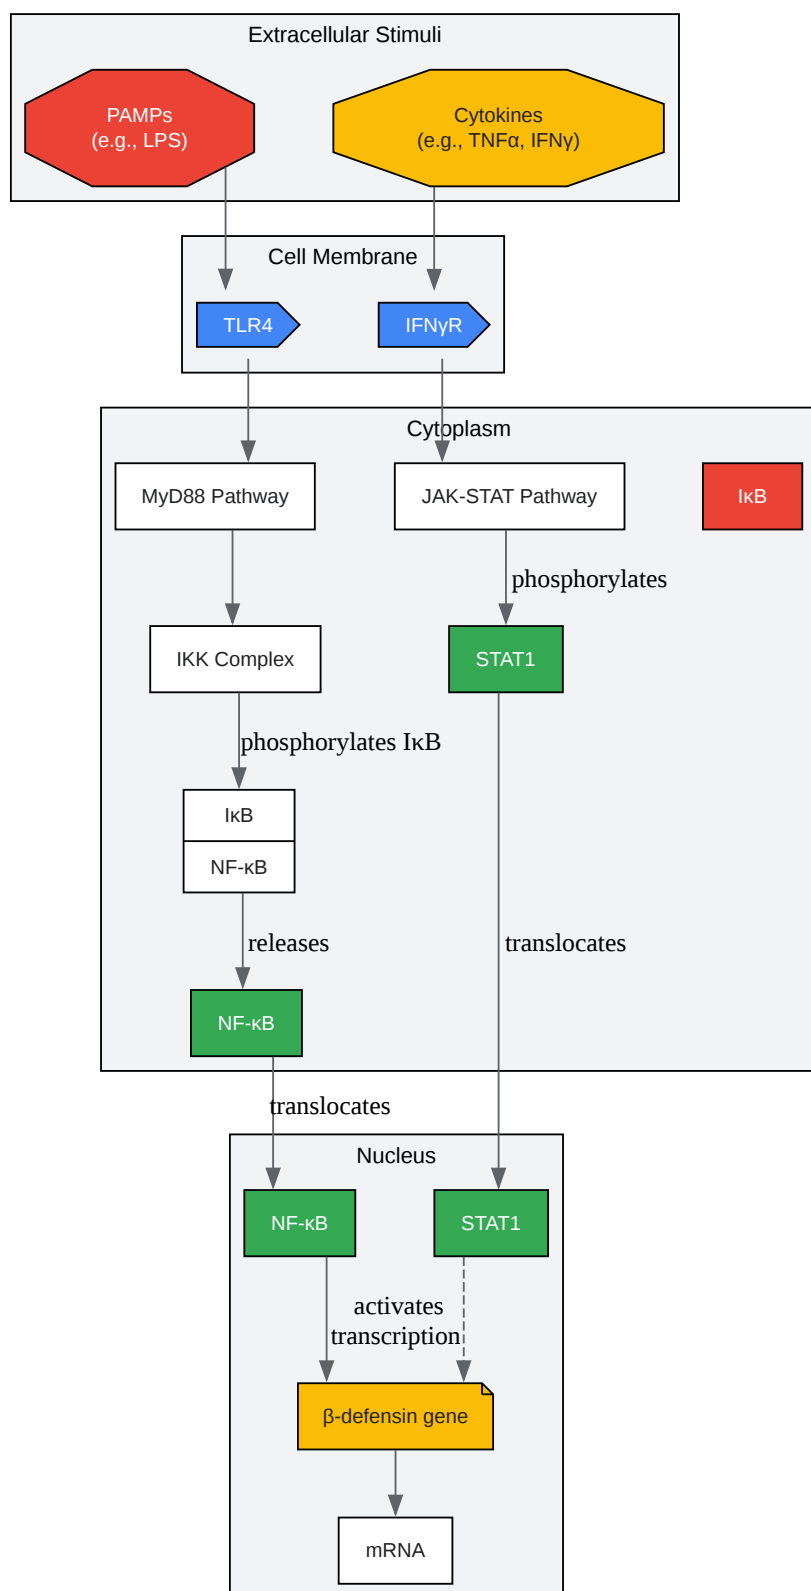 Extracellular Stimuli
PAMPs
(e.g., LPS)
Cytokines
(e.g., TNFα, IFNγ)
Cell Membrane
TLR4
IFNγR
Cytoplasm
MyD88 Pathway
JAK-STAT Pathway
IκB
phosphorylates
IKK Complex
STAT1
phosphorylates IκB
IκB
NF-κB
releases
translocates
NF-κB
translocates
Nucleus
NF-κB
STAT1
activates
transcription
β-defensin gene
mRNA